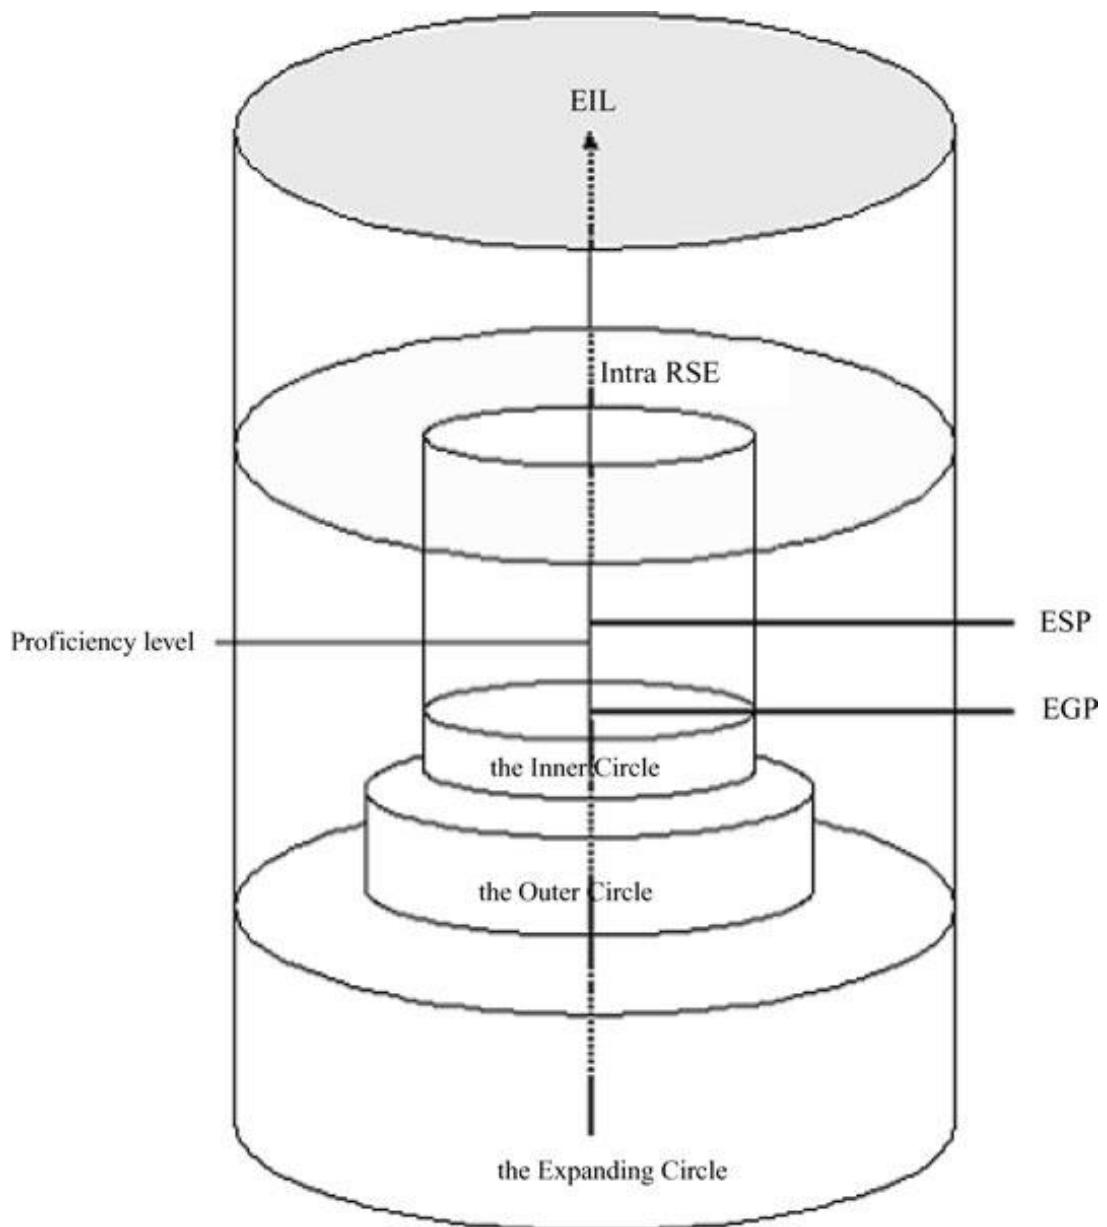 EIL
Intra RSE
ESP
Proficiency level
EGP
the Inner Circle
the Outer Circle
the Expanding Circle